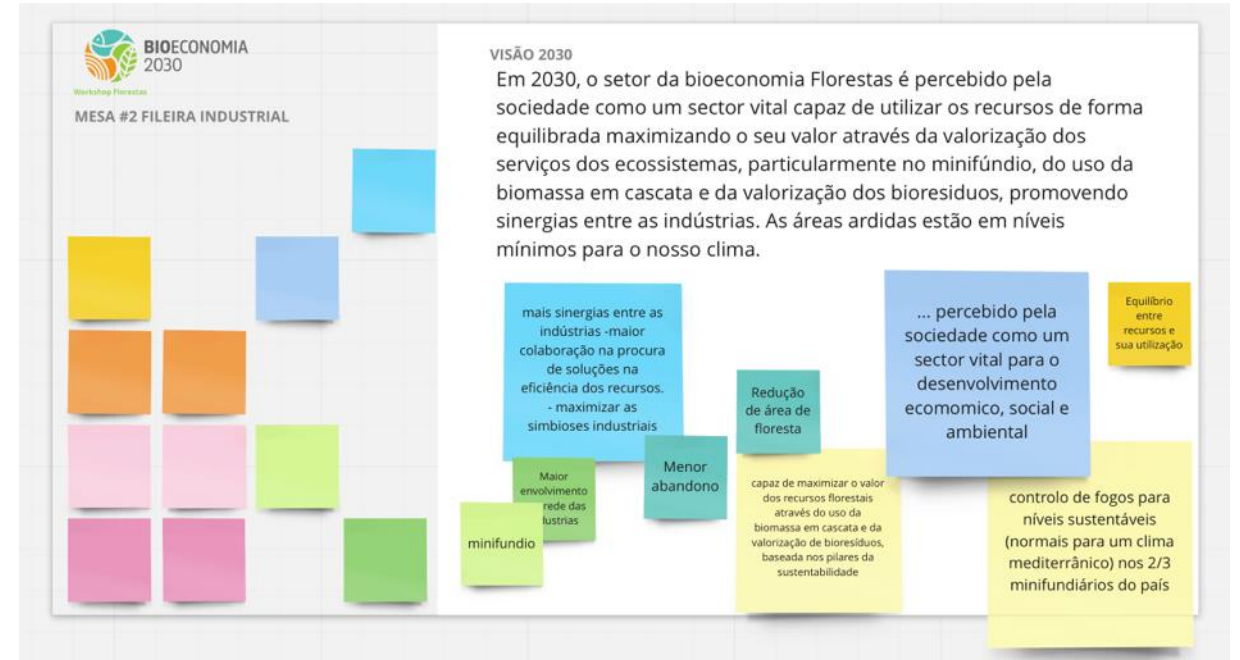 BIOECONOMIA
2030
Workshop Florestas
MESA #2 FILEIRA INDUSTRIAL
VISÃO 2030
Em 2030, o setor da bioeconomia Florestas é percebido pela
sociedade como um sector vital capaz de utilizar os recursos de forma
equilibrada maximizando o seu valor através da valorização dos
serviços dos ecossistemas, particularmente no minifúndio, do uso da
biomassa em cascata e da valorização dos bioresiduos, promovendo
sinergias entre as indústrias. As áreas ardidas estão em níveis
mínimos para o nosso clima.
mais sinergias entre as
indústrias -maior
colaboração na procura
de soluções na
eficiência dos recursos.
- maximizar as
simbioses industriais
Maior
envolvimento
rede das
ustrias
minifundio
Menor
abandono
Redução
de área de
floresta
capaz de maximizar o valor
dos recursos florestais
através do uso da
biomassa em cascata e da
valorização de bioresíduos,
baseada nos pilares da
sustentabilidade
... percebido pela
sociedade como um
sector vital para o
desenvolvimento
ecomomico, social e
ambiental
Equilíbrio
entre
recursos e
sua utilização
controlo de fogos para
níveis sustentáveis
(normais para um clima
mediterrânico) nos 2/3
minifundiários do país